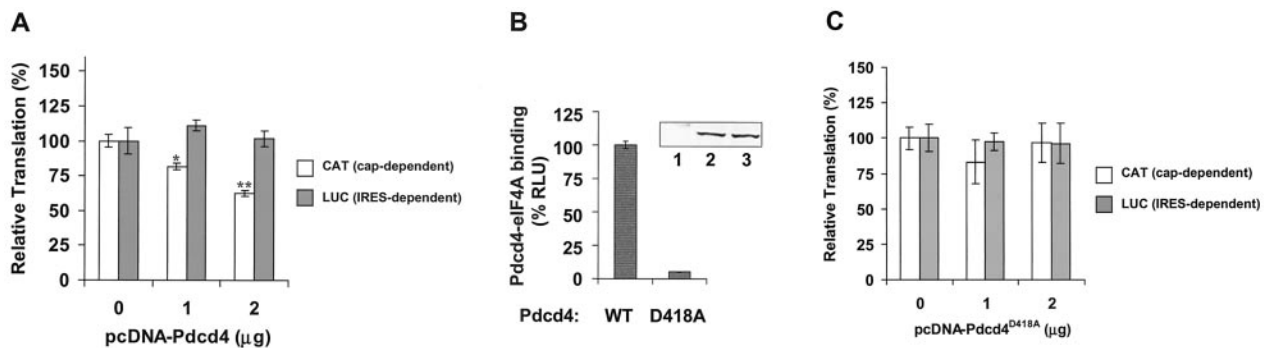 A
Relative Translation (%)
150
125
100
75
50
25
0
*
**
0 1 2
pcDNA-Pdcd4 (μg)
CAT (cap-dependent)
LUC (IRES-dependent)
B
Pdcd4-eIF4A binding
(% RLU)
125
100
75
50
25
0
1 2 3
Pdcd4: WT D418A
C
Relative Translation (%)
150
125
100
75
50
25
0
0 1 2
pcDNA-Pdcd4D418A (μg)
CAT (cap-dependent)
LUC (IRES-dependent)